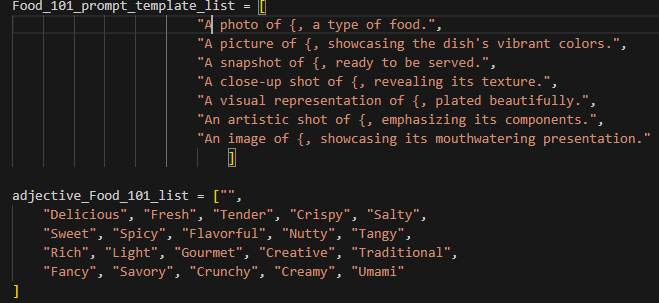 Food_101_prompt_template_list = [
"A photo of {, a type of food.",
"A picture of {, showcasing the dish's vibrant colors.",
"A snapshot of {, ready to be served.",
"A close-up shot of {, revealing its texture.",
"A visual representation of {, plated beautifully.",
"An artistic shot of {, emphasizing its components.",
"An image of {, showcasing its mouthwatering presentation."
]
adjective_Food_101_list = ["",
"Delicious", "Fresh", "Tender", "Crispy", "Salty",
"Sweet", "Spicy", "Flavorful", "Nutty", "Tangy",
"Rich", "Light", "Gourmet", "Creative", "Traditional",
"Fancy", "Savory", "Crunchy", "Creamy", "Umami"
]